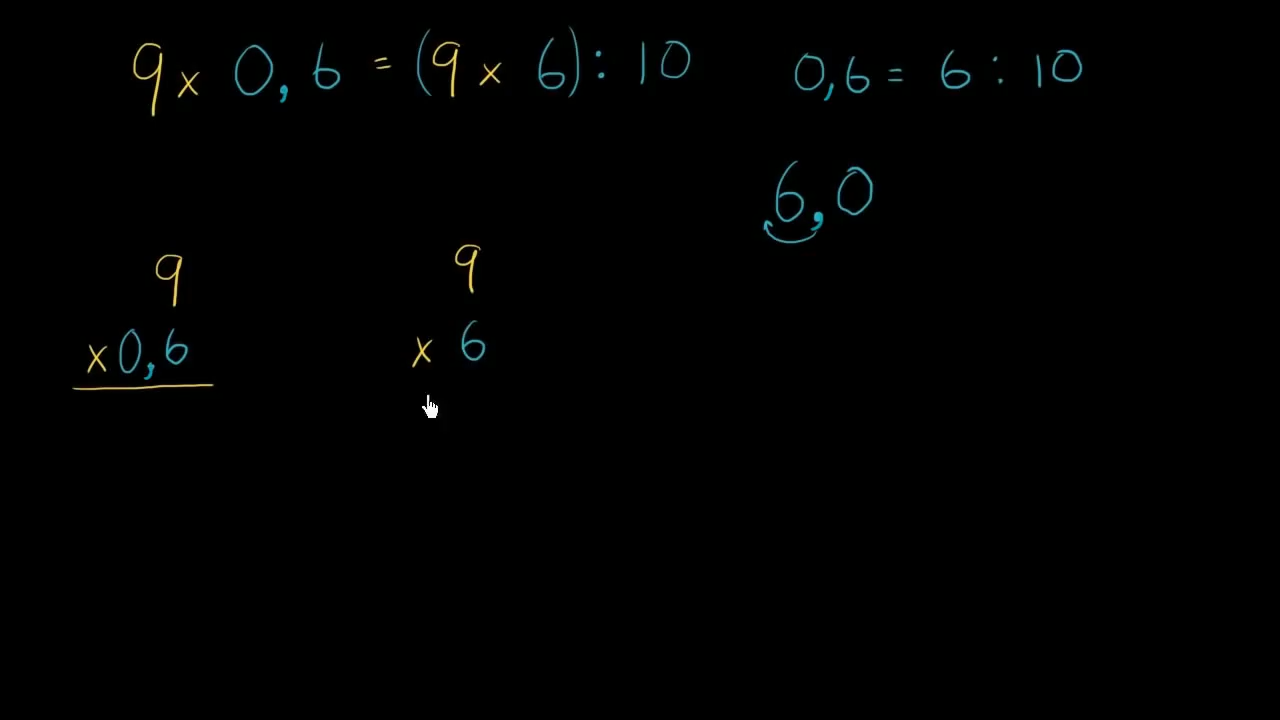 9 x 0,6 = (9 x 6) : 10
0,6 = 6 : 10
6,0
9
x 0,6
9
x 6